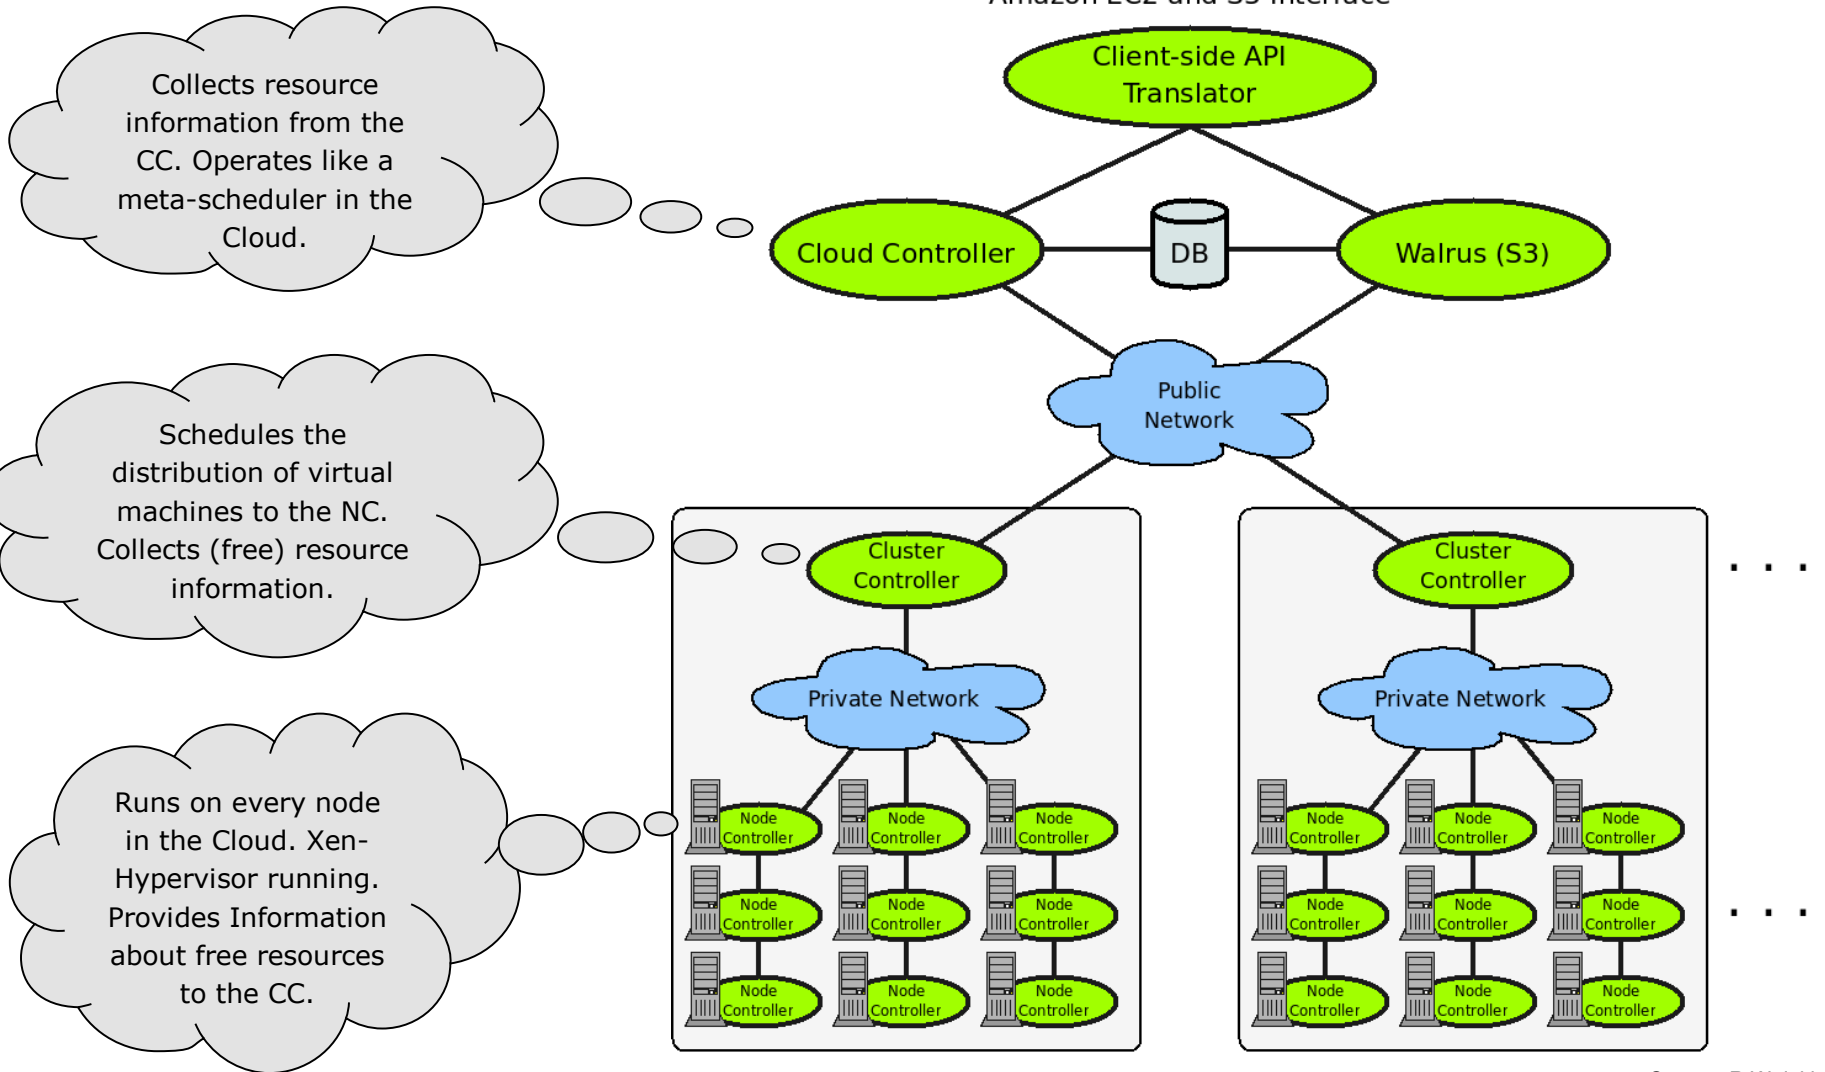 Amazon EC2 and S3 Interface
Client-side API
Translator
Collects resource
information from the
CC. Operates like a
meta-scheduler in the
Cloud.
Cloud Controller
DB
Walrus (S3)
Public
Network
Schedules the
distribution of virtual
machines to the NC.
Collects (free) resource
information.
Cluster
Controller
Cluster
Controller
. . .
Private Network
Private Network
Runs on every node
in the Cloud. Xen-
Hypervisor running.
Provides Information
about free resources
to the CC.
Node
Controller
Node
Controller
Node
Controller
Node
Controller
Node
Controller
Node
Controller
Node
Controller
Node
Controller
Node
Controller
Node
Controller
Node
Controller
Node
Controller
. . .
Node
Controller
Node
Controller
Node
Controller
Node
Controller
Node
Controller
Node
Controller